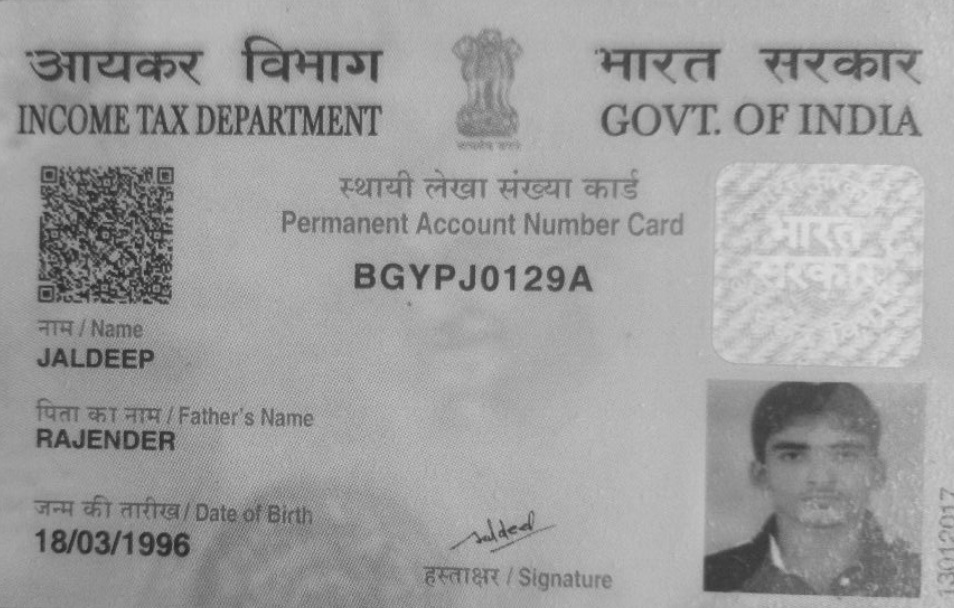 आयकर विभाग
INCOME TAX DEPARTMENT
भारत सरकार
GOVT. OF INDIA
सत्यमेव जयते
स्थायी लेखा संख्या कार्ड
Permanent Account Number Card
BGYPJ0129A
भारत
सरकार
नाम / Name
JALDEEP
पिता का नाम / Father's Name
RAJENDER
जन्म की तारीख / Date of Birth
18/03/1996
Jaldeep
हस्ताक्षर / Signature
13012017